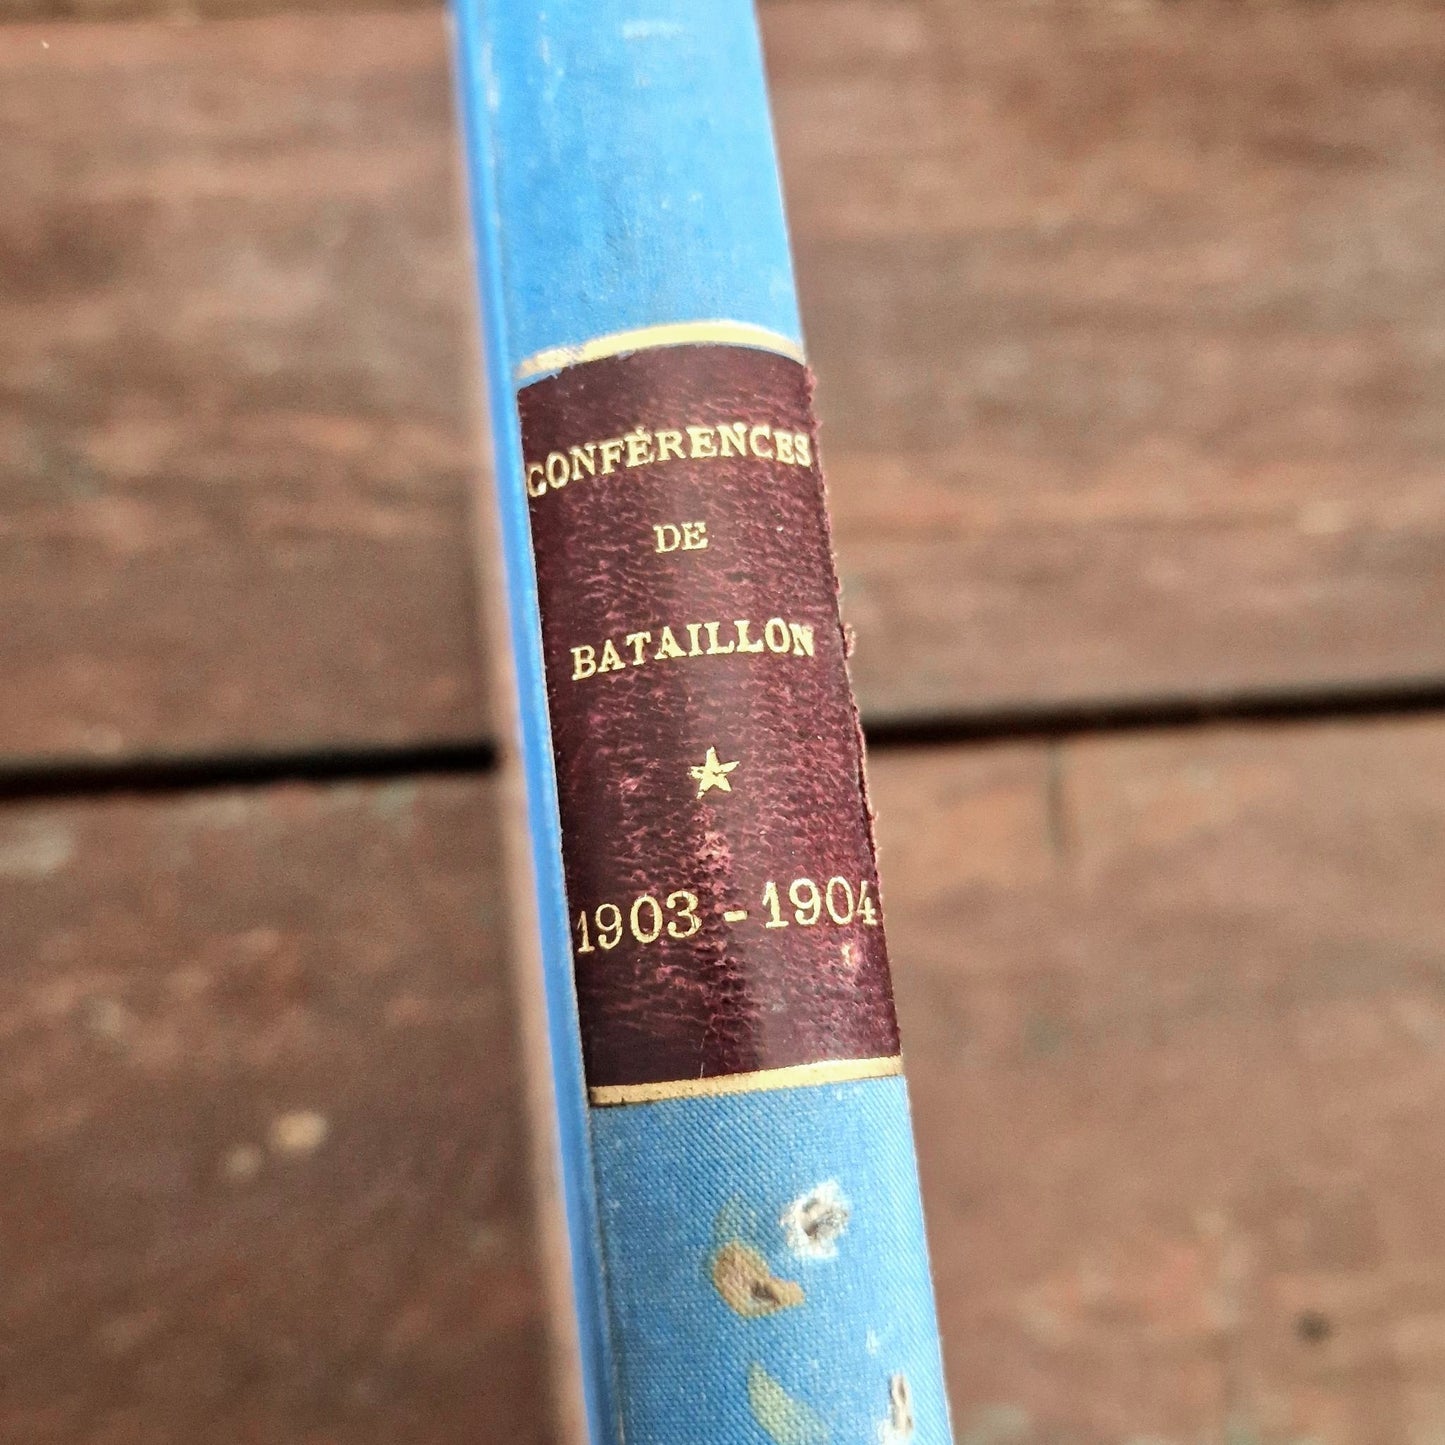 CONFÉRENCES
DE
BATAILLON
1903 - 1904